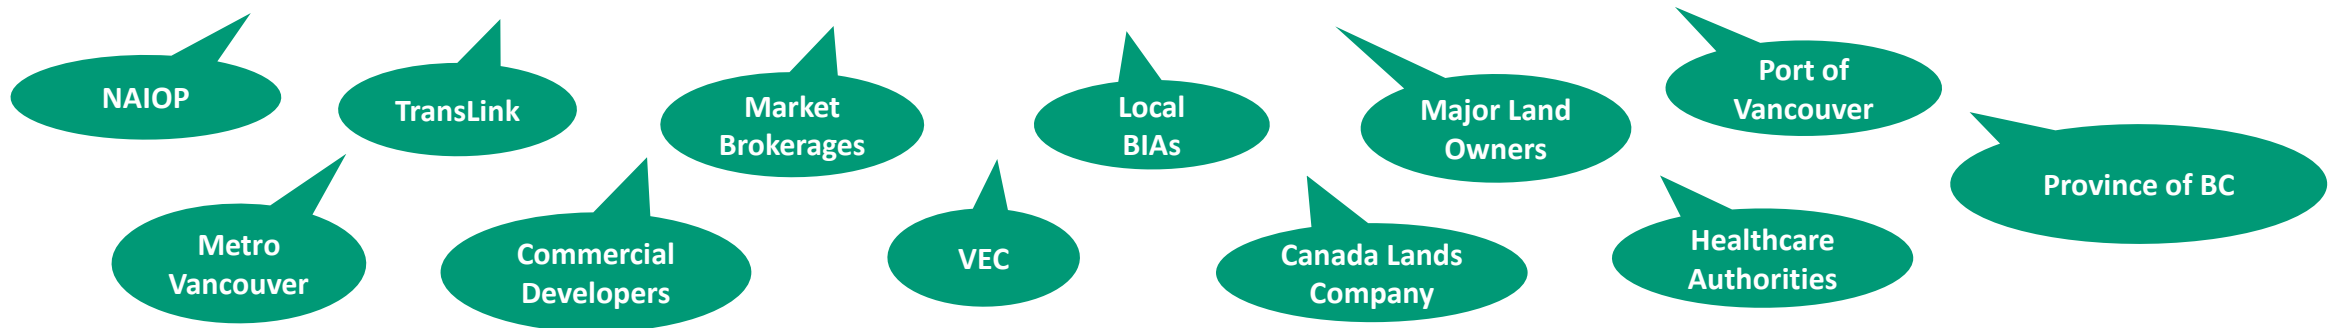 NAIOP
TransLink
Market
Brokerages
Local
BIAs
Major Land
Owners
Port of
Vancouver
Province of BC
Metro
Vancouver
Commercial
Developers
VEC
Canada Lands
Company
Healthcare
Authorities